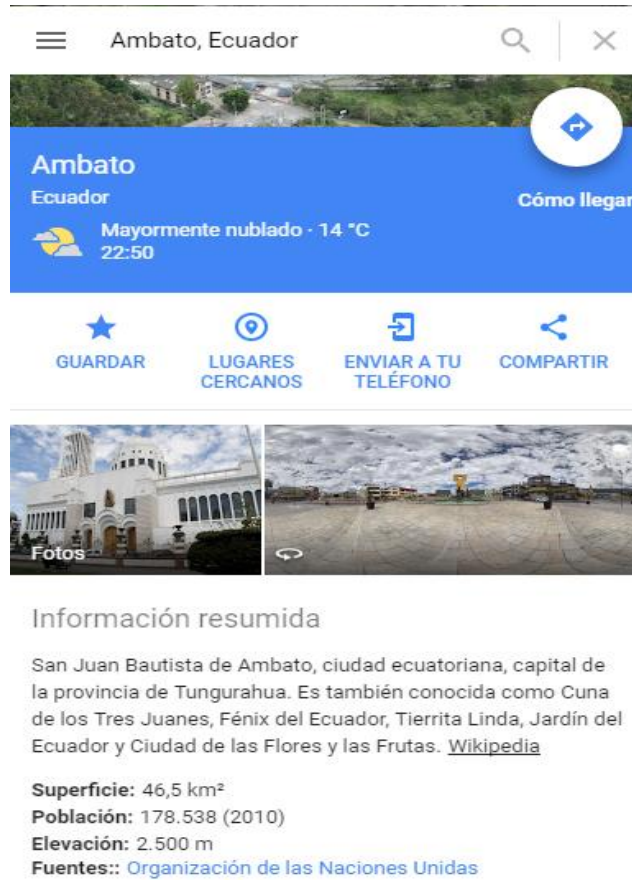 Ambato, Ecuador
Ambato
Ecuador
Cómo llegar
Mayormente nublado · 14 °C
22:50
GUARDAR
LUGARES
CERCANOS
ENVIAR A TU
TELÉFONO
COMPARTIR
Fotos
Información resumida
San Juan Bautista de Ambato, ciudad ecuatoriana, capital de
la provincia de Tungurahua. Es también conocida como Cuna
de los Tres Juanes, Fénix del Ecuador, Tierrita Linda, Jardín del
Ecuador y Ciudad de las Flores y las Frutas. Wikipedia
Superficie: 46,5 km²
Población: 178.538 (2010)
Elevación: 2.500 m
Fuentes:: Organización de las Naciones Unidas